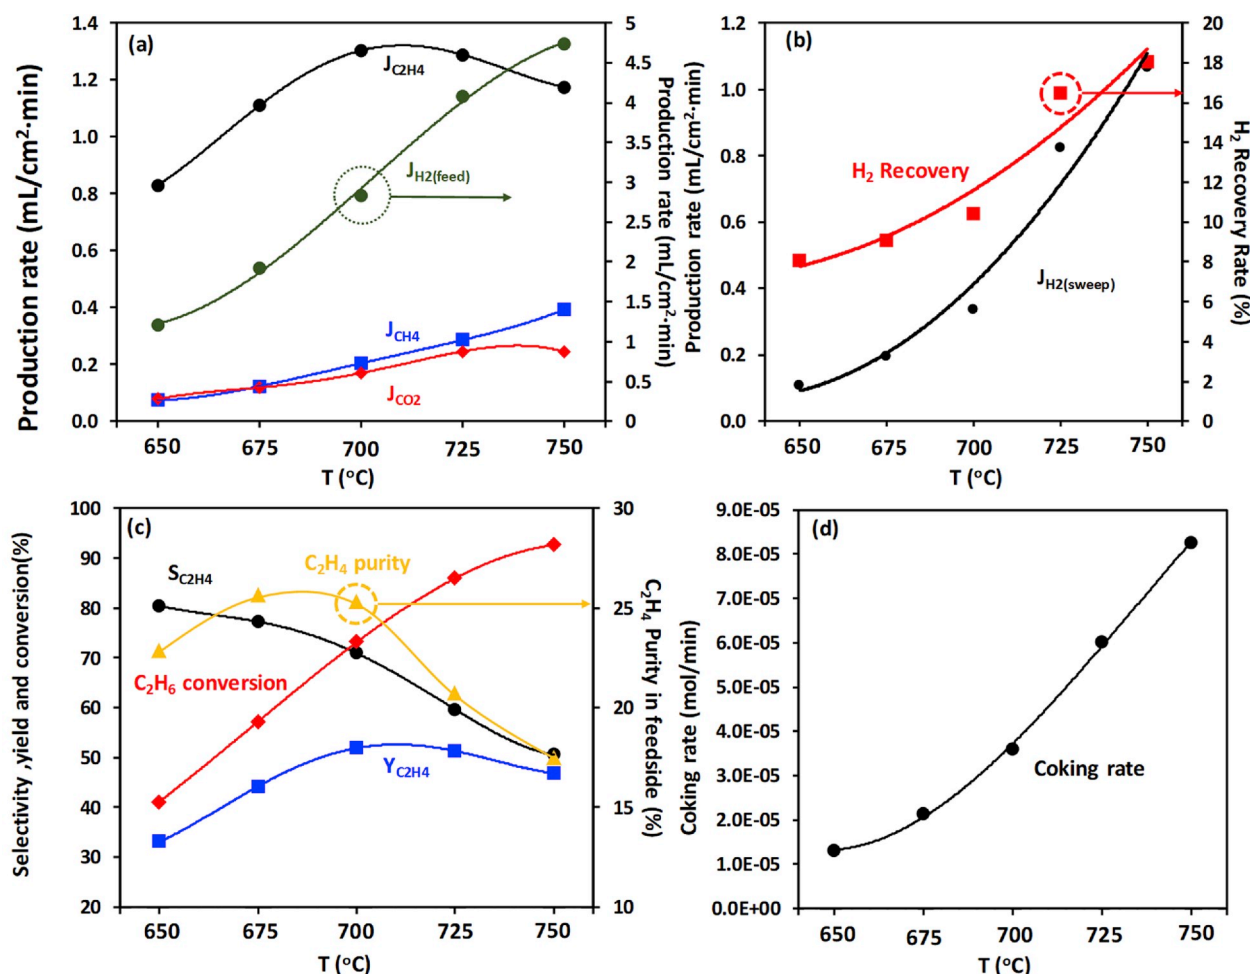 (a)
Production rate (mL/cm²·min)
1.4
1.2
1.0
0.8
0.6
0.4
0.2
0.0
J_C2H4
J_H2(feed)
J_CH4
J_CO2
5
4.5
4
3.5
3
2.5
2
1.5
1
0.5
0
Production rate (mL/cm²·min)
650 675 700 725 750
T (°C)
(b)
Production rate (mL/cm²·min)
1.2
1.0
0.8
0.6
0.4
0.2
0.0
H₂ Recovery
J_H2(sweep)
20
18
16
14
12
10
8
6
4
2
0
H₂ Recovery Rate (%)
650 675 700 725 750
T (°C)
(c)
Selectivity ,yield and conversion(%)
100
90
80
70
60
50
40
30
20
S_C2H4
C₂H₄ purity
C₂H₆ conversion
Y_C2H4
30
25
20
15
10
C₂H₄ Purity in feedside (%)
650 675 700 725 750
T (°C)
(d)
Coking rate (mol/min)
9.0E-05
8.0E-05
7.0E-05
6.0E-05
5.0E-05
4.0E-05
3.0E-05
2.0E-05
1.0E-05
0.0E+00
Coking rate
650 675 700 725 750
T (°C)